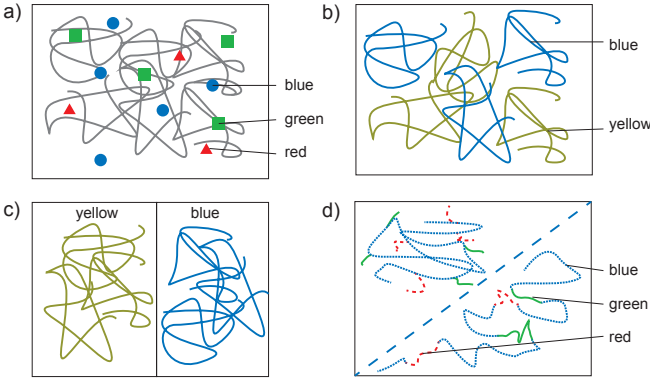 a)
blue
green
red
b)
blue
yellow
c)
yellow
blue
d)
blue
green
red